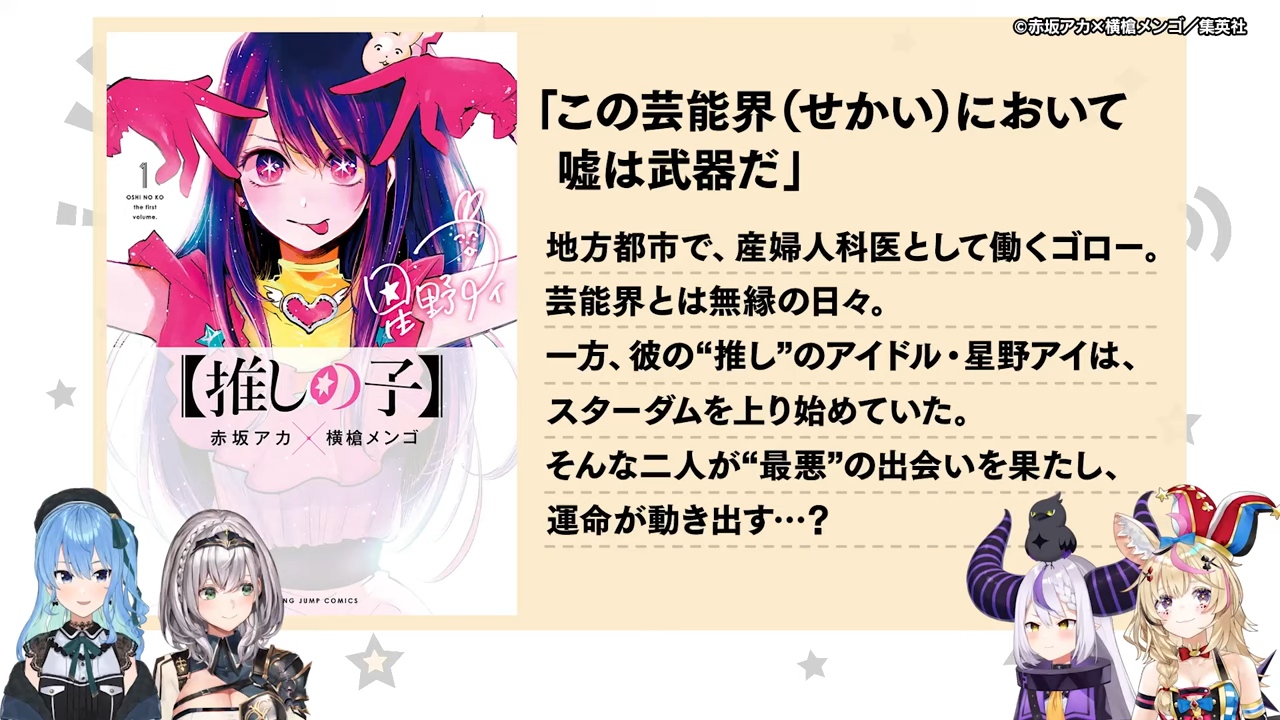 ©赤坂アカ×横槍メンゴ／集英社
「この芸能界（せかい）において
嘘は武器だ」
地方都市で、産婦人科医として働くゴロー。
芸能界とは無縁の日々。
一方、彼の“推し”のアイドル・星野アイは、
スターダムを上り始めていた。
そんな二人が“最悪”の出会いを果たし、
運命が動き出す…？
1
OSHI NO KO
the first
volume.
星野アイ
【推しの子】
赤坂アカ×横槍メンゴ
NG JUMP COMICS